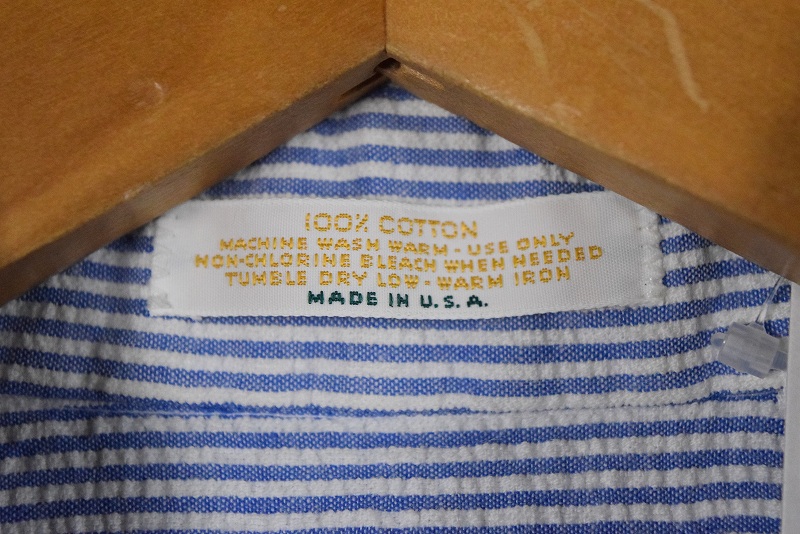 100% COTTON
MACHINE WASH WARM - USE ONLY
NON-CHLORINE BLEACH WHEN NEEDED
TUMBLE DRY LOW - WARM IRON
MADE IN U.S.A.